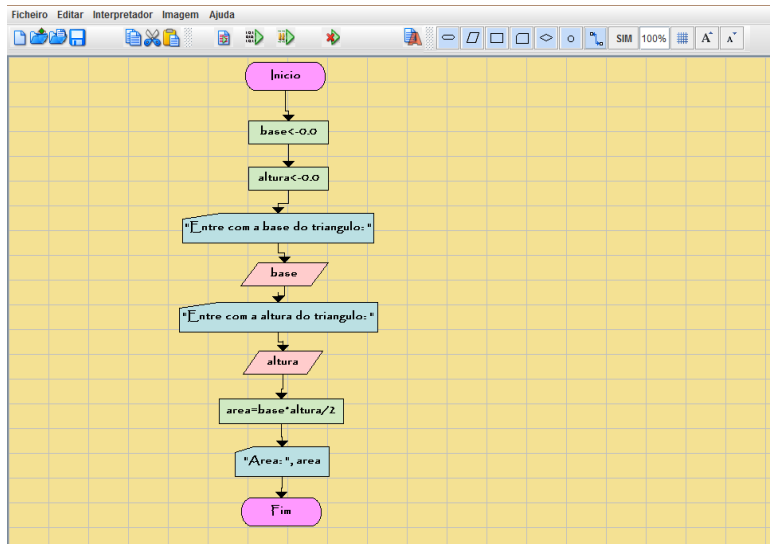 Ficheiro Editar Interpretador Imagem Ajuda
SIM 100% A A
Inicio
base<-0.0
altura<-0.0
"Entre com a base do triangulo: "
base
"Entre com a altura do triangulo: "
altura
area=base*altura/2
"Area: ", area
Fim